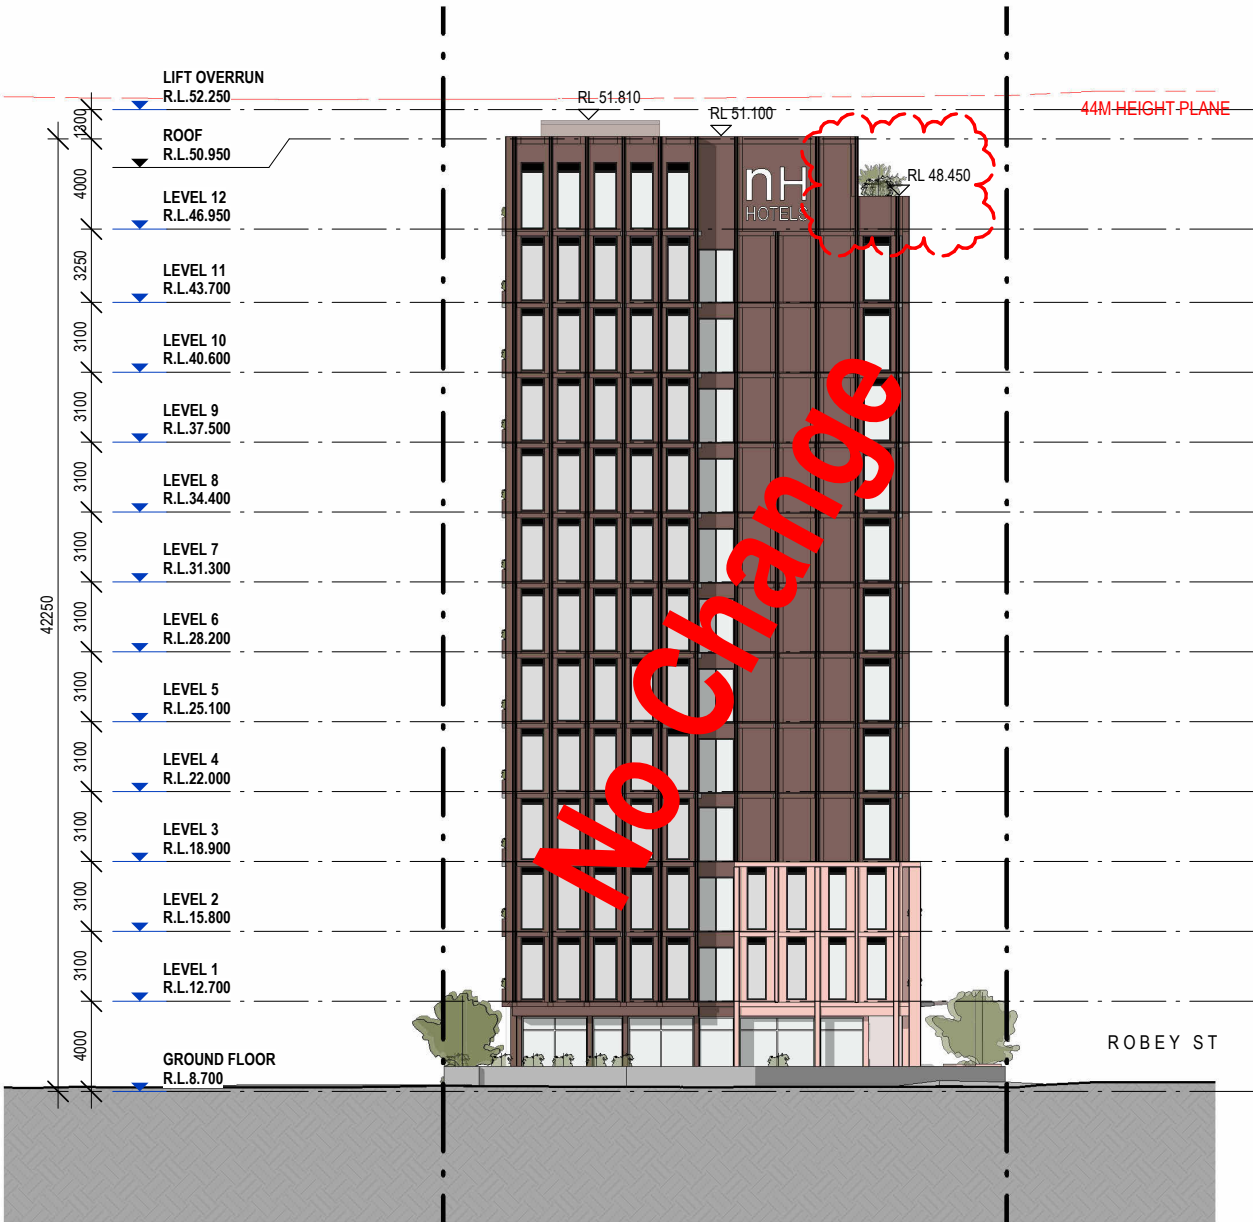 LIFT OVERRUN
R.L.52.250
RL 51.810
RL 51.100
44M HEIGHT PLANE
1300
ROOF
R.L.50.950
4000
nH
HOTELS
RL 48.450
LEVEL 12
R.L.46.950
3250
LEVEL 11
R.L.43.700
3100
LEVEL 10
R.L.40.600
3100
LEVEL 9
R.L.37.500
3100
LEVEL 8
R.L.34.400
3100
LEVEL 7
R.L.31.300
3100
42250
LEVEL 6
R.L.28.200
3100
LEVEL 5
R.L.25.100
3100
LEVEL 4
R.L.22.000
3100
LEVEL 3
R.L.18.900
3100
LEVEL 2
R.L.15.800
3100
LEVEL 1
R.L.12.700
4000
GROUND FLOOR
R.L.8.700
No Change
ROBEY ST